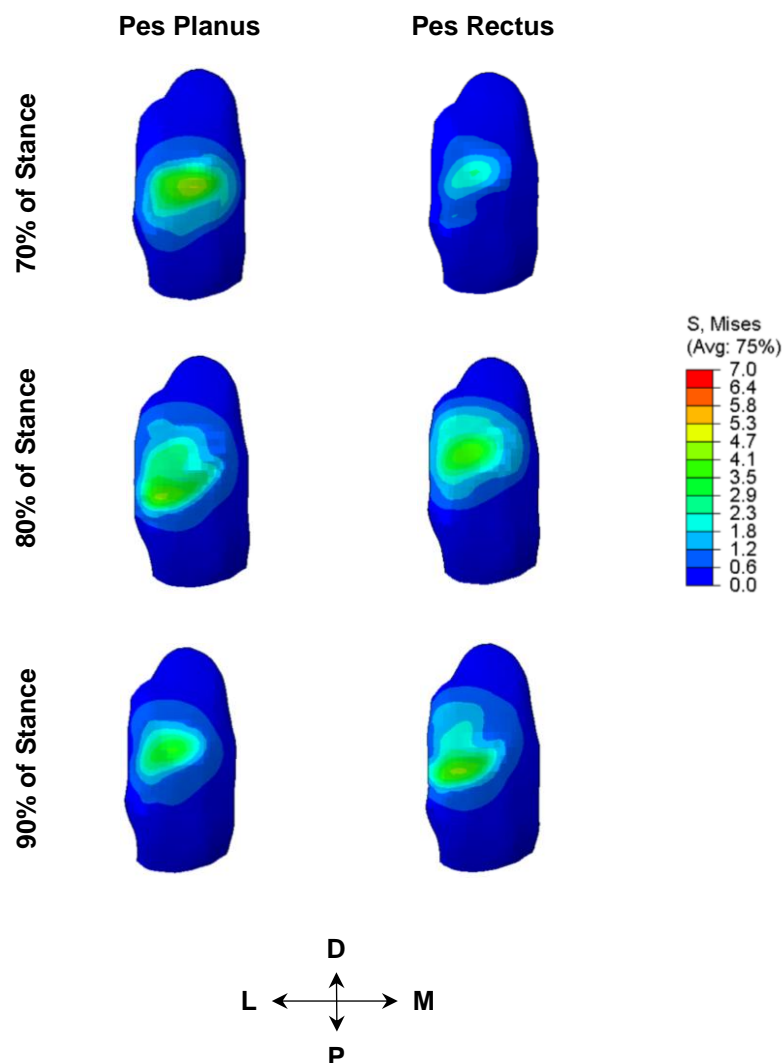 Pes Planus Pes Rectus
70% of Stance
S, Mises
(Avg: 75%)
7.0
6.4
5.8
5.3
4.7
4.1
3.5
2.9
2.3
1.8
1.2
0.6
0.0
80% of Stance
90% of Stance
D
L M
P